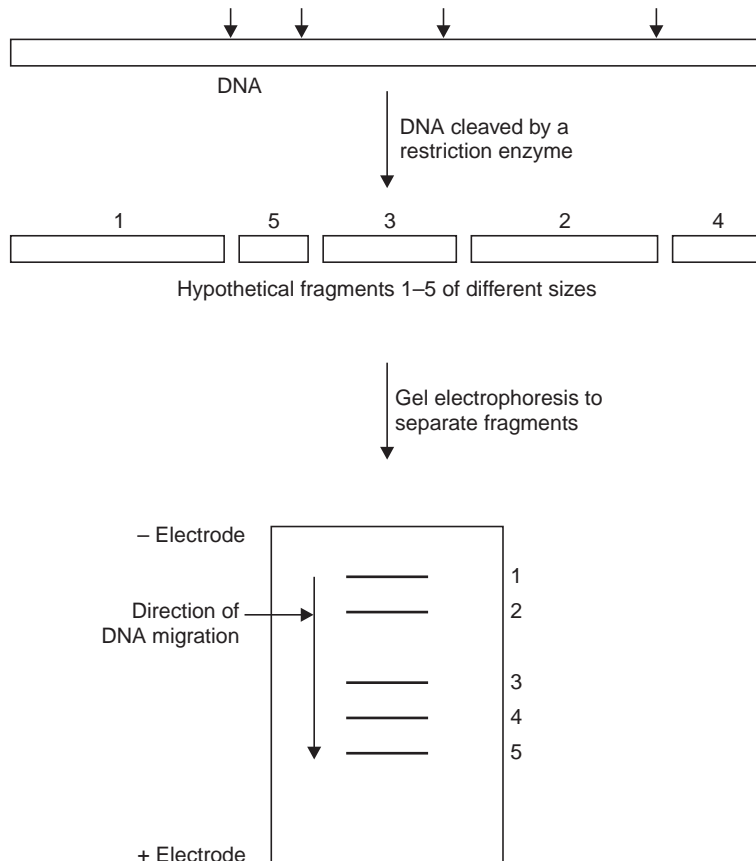 DNA
DNA cleaved by a
restriction enzyme
1 5 3 2 4
Hypothetical fragments 1–5 of different sizes
Gel electrophoresis to
separate fragments
– Electrode
1
Direction of
DNA migration
2
3
4
5
+ Electrode